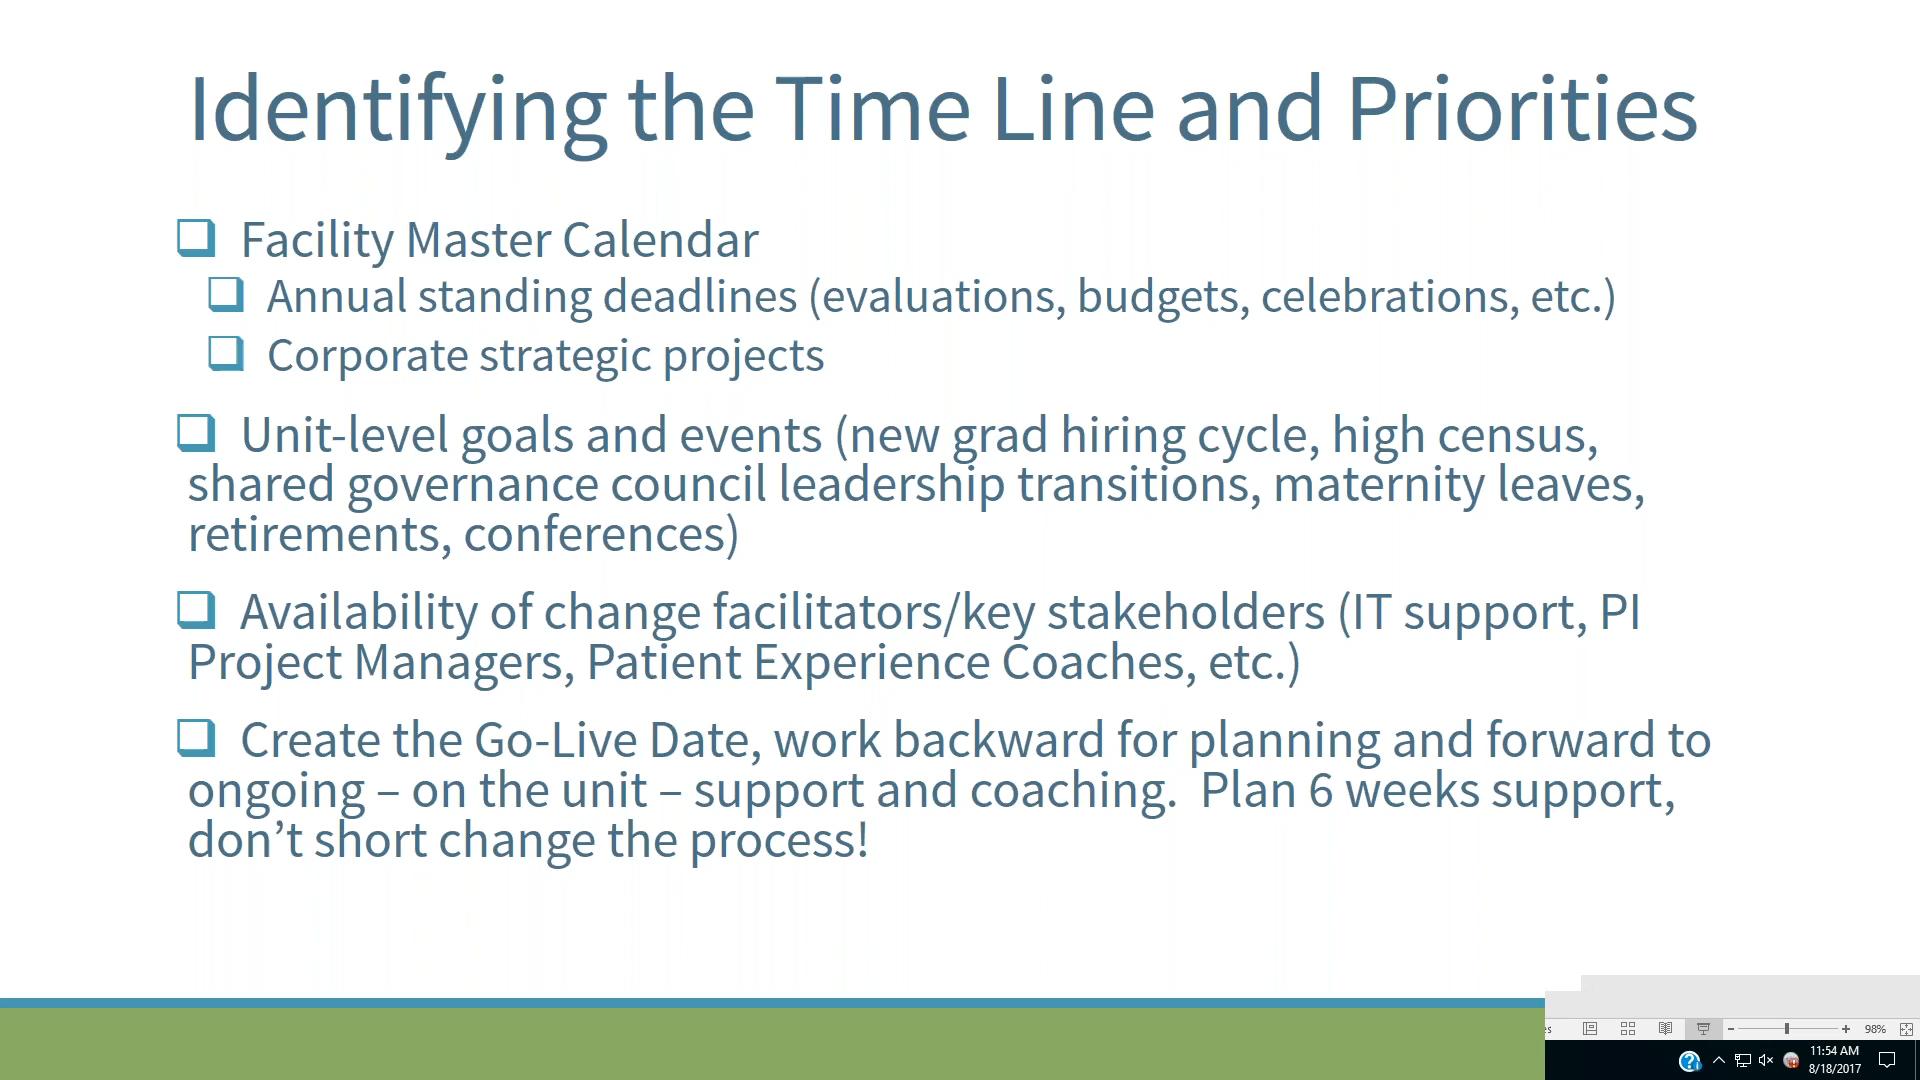 Identifying the Time Line and Priorities
Facility Master Calendar
Annual standing deadlines (evaluations, budgets, celebrations, etc.)
Corporate strategic projects
Unit-level goals and events (new grad hiring cycle, high census,
shared governance council leadership transitions, maternity leaves,
retirements, conferences)
Availability of change facilitators/key stakeholders (IT support, PI
Project Managers, Patient Experience Coaches, etc.)
Create the Go-Live Date, work backward for planning and forward to
ongoing – on the unit – support and coaching.  Plan 6 weeks support,
don’t short change the process!
98%
11:54 AM
8/18/2017